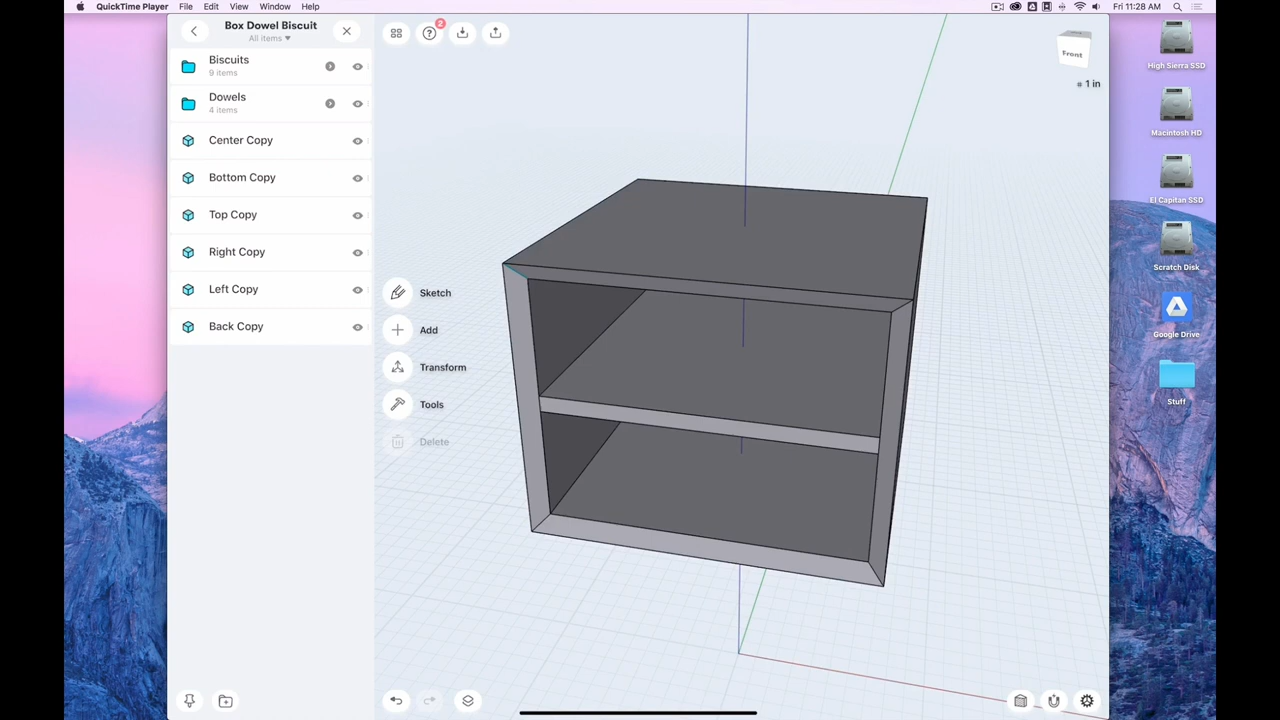 QuickTime Player File Edit View Window Help Fri 11:28 AM
Box Dowel Biscuit
All items
Biscuits
9 items
Dowels
4 items
Center Copy
Bottom Copy
Top Copy
Right Copy
Left Copy
Back Copy
2
Front
1 in
Sketch
Add
Transform
Tools
Delete
High Sierra SSD
Macintosh HD
El Capitan SSD
Scratch Disk
Google Drive
Stuff